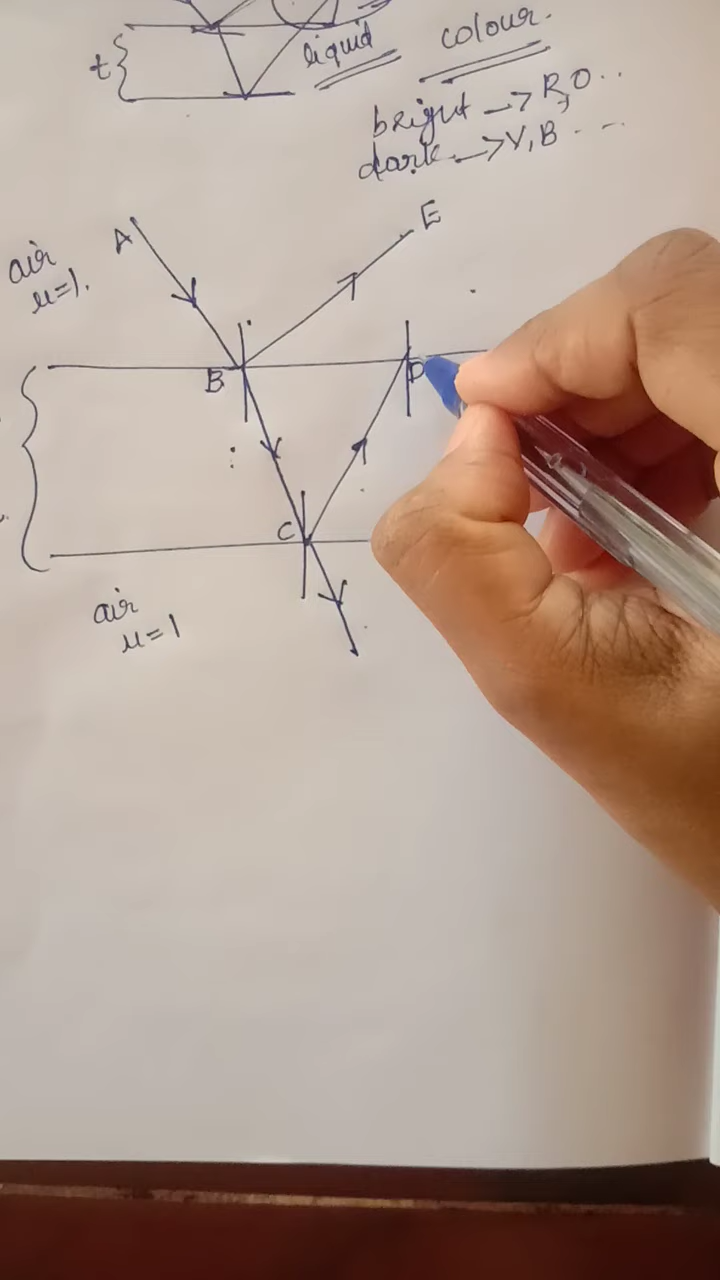 t
liquid
colour.
bright → R, O ..
dark → V, B - --
A
E
air
μ=1.
B
D
C
air
μ=1